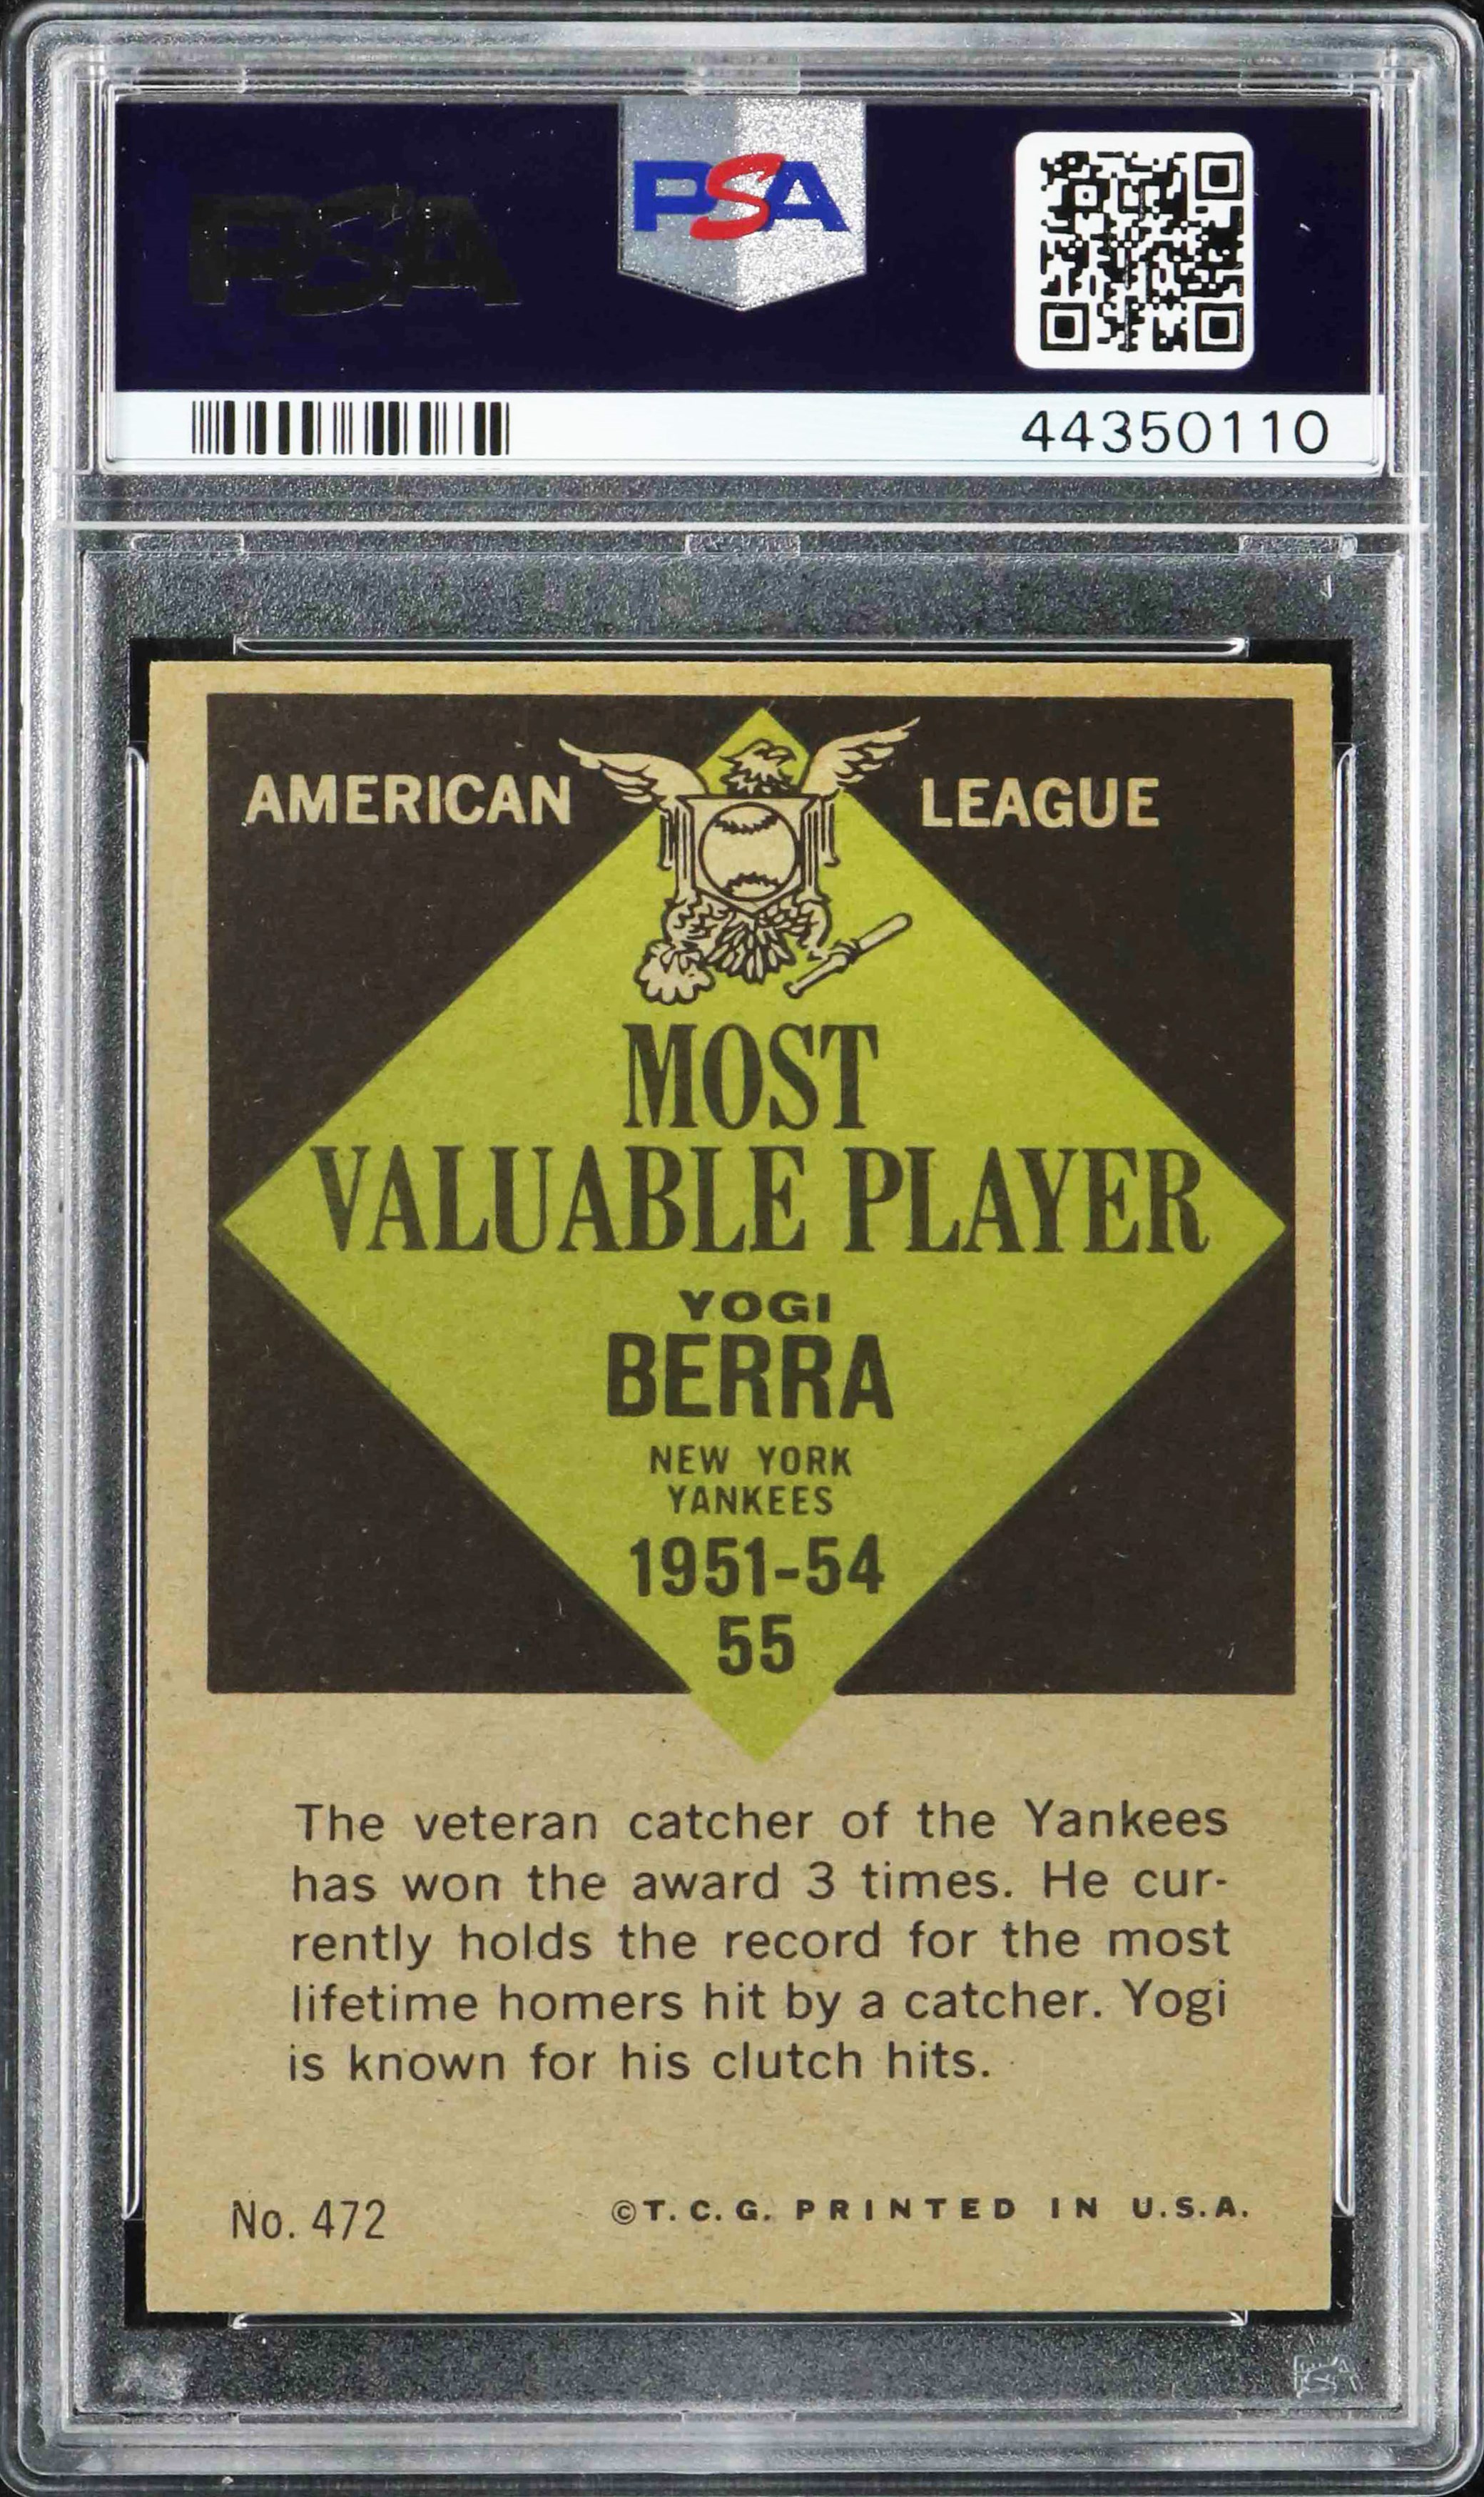 PSA
PSA
44350110
AMERICAN LEAGUE
MOST
VALUABLE PLAYER
YOGI
BERRA
NEW YORK
YANKEES
1951-54
55
The veteran catcher of the Yankees
has won the award 3 times. He cur-
rently holds the record for the most
lifetime homers hit by a catcher. Yogi
is known for his clutch hits.
No. 472
©T.C.G. PRINTED IN U.S.A.
PSA